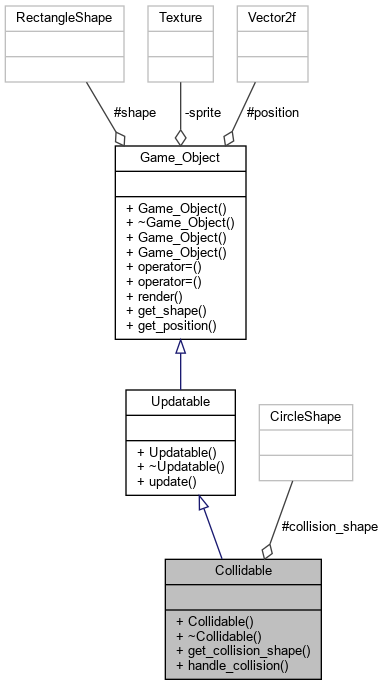 RectangleShape
Texture
Vector2f
#shape
-sprite
#position
Game_Object
+ Game_Object()
+ ~Game_Object()
+ Game_Object()
+ Game_Object()
+ operator=()
+ operator=()
+ render()
+ get_shape()
+ get_position()
Updatable
+ Updatable()
+ ~Updatable()
+ update()
CircleShape
#collision_shape
Collidable
+ Collidable()
+ ~Collidable()
+ get_collision_shape()
+ handle_collision()